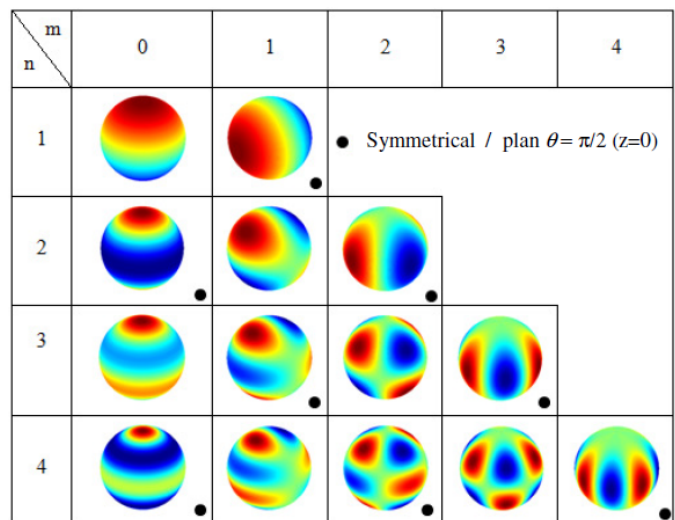 m
n
0 1 2 3 4
1
● Symmetrical / plan θ = π/2 (z=0)
2
3
4